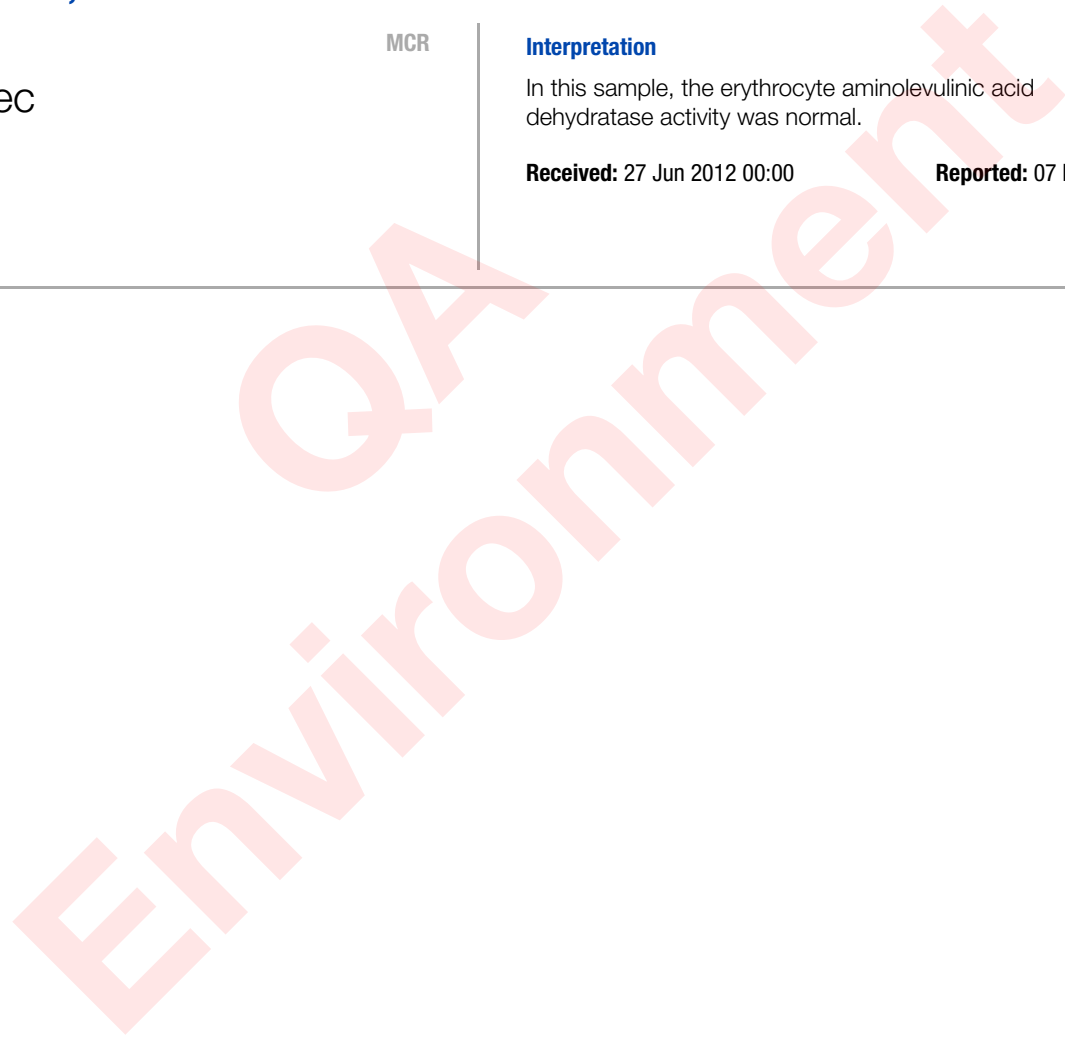 MCR
ec
Interpretation
In this sample, the erythrocyte aminolevulinic acid
dehydratase activity was normal.
Received: 27 Jun 2012 00:00 Reported: 07
QA
Environment